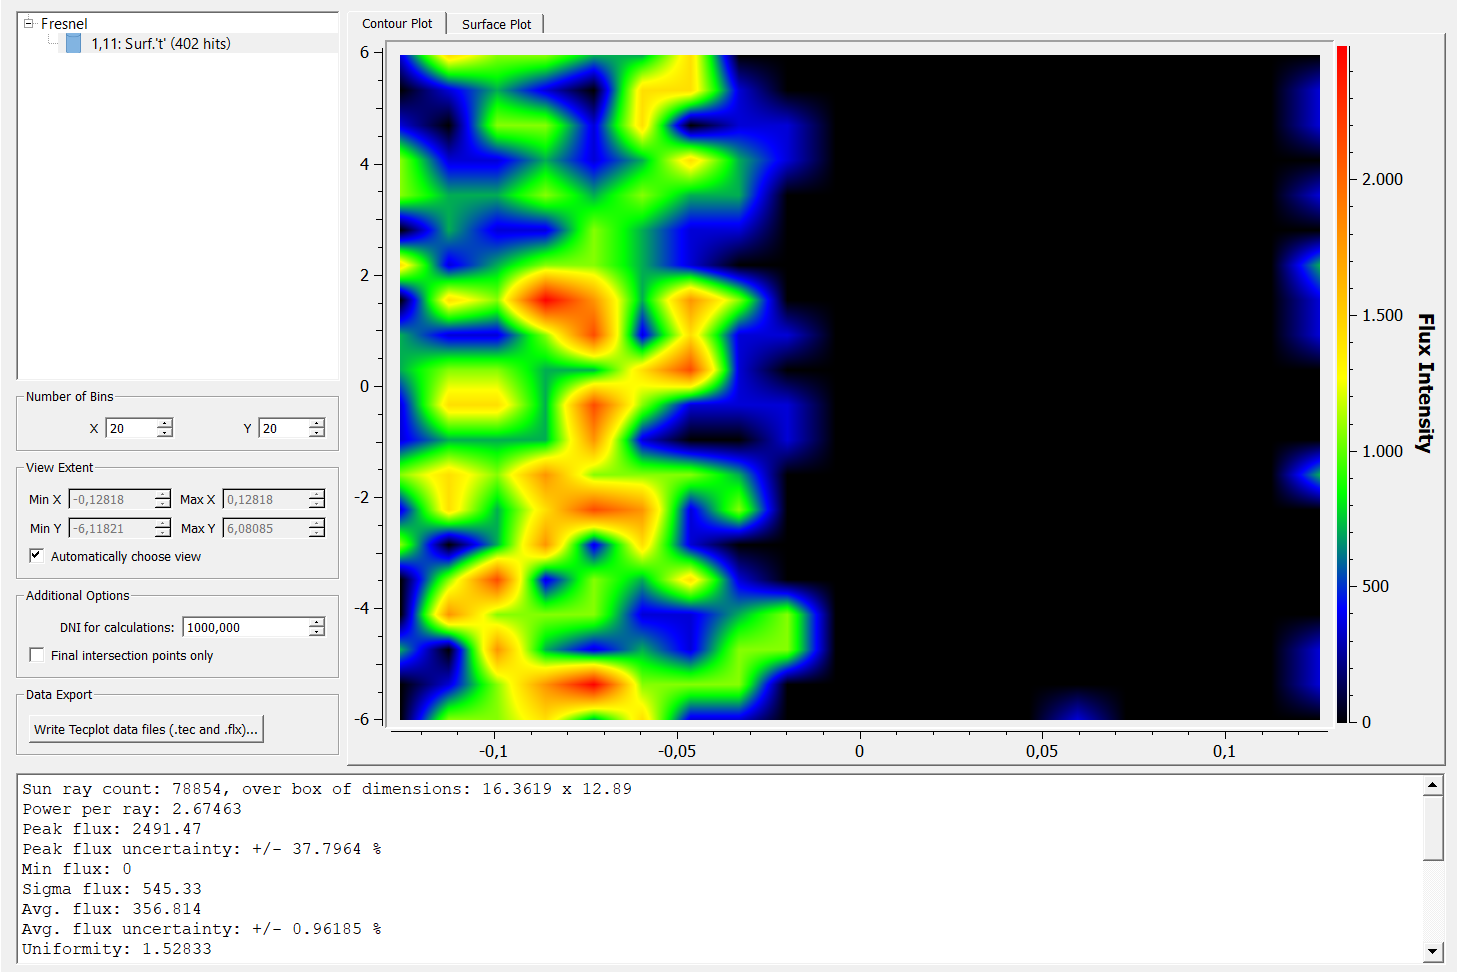 Fresnel
1,11: Surf.'t' (402 hits)
Number of Bins
X 20 Y 20
View Extent
Min X -0,12818 Max X 0,12818
Min Y -6,11821 Max Y 6,08085
Automatically choose view
Additional Options
DNI for calculations: 1000,000
Final intersection points only
Data Export
Write Tecplot data files (.tec and .flx)...
Contour Plot Surface Plot
6
4
2
0
-2
-4
-6
-0,1 -0,05 0 0,05 0,1
2.000
1.500
1.000
500
0
Flux Intensity
Sun ray count: 78854, over box of dimensions: 16.3619 x 12.89
Power per ray: 2.67463
Peak flux: 2491.47
Peak flux uncertainty: +/- 37.7964 %
Min flux: 0
Sigma flux: 545.33
Avg. flux: 356.814
Avg. flux uncertainty: +/- 0.96185 %
Uniformity: 1.52833